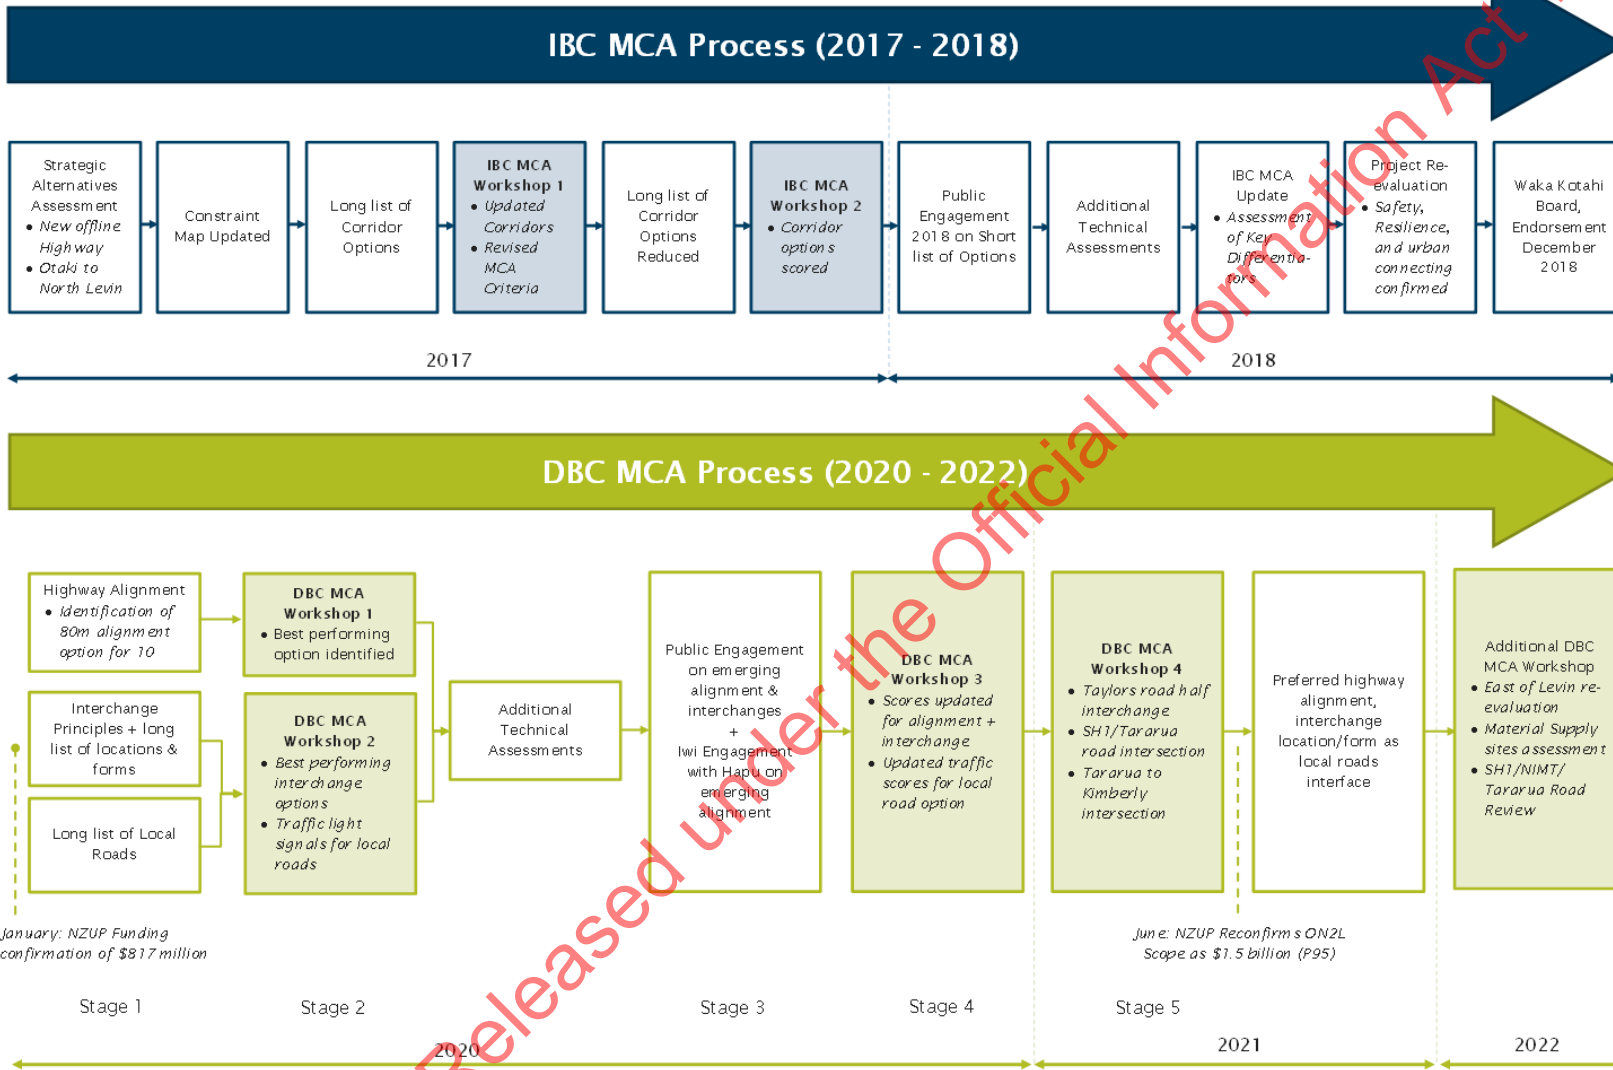 IBC MCA Process (2017 - 2018)
Strategic
Alternatives
Assessment
• New offline
Highway
• Otaki to
North Levin
Constraint
Map Updated
Long list of
Corridor
Options
IBC MCA
Workshop 1
• Updated
Corridors
• Revised
MCA
Criteria
Long list of
Corridor
Options
Reduced
IBC MCA
Workshop 2
• Corridor
options
scored
Public
Engagement
2018 on Short
list of Options
Additional
Technical
Assessments
IBC MCA
Update
• Assessment
of Key
Differentia-
tors
Project Re-
evaluation
• Safety,
Resilience,
and urban
connecting
confirmed
Waka Kotahi
Board,
Endorsement
December
2018
2017
2018
DBC MCA Process (2020 - 2022)
Highway Alignment
• Identification of
80m alignment
option for 10
Interchange
Principles + long
list of locations &
forms
Long list of Local
Roads
DBC MCA
Workshop 1
• Best performing
option identified
DBC MCA
Workshop 2
• Best performing
interchange
options
• Traffic light
signals for local
roads
Additional
Technical
Assessments
Public Engagement
on emerging
alignment &
interchanges
+
Iwi Engagement
with Hapu on
emerging
alignment
DBC MCA
Workshop 3
• Scores updated
for alignment +
interchange
• Updated traffic
scores for local
road option
DBC MCA
Workshop 4
• Taylors road half
interchange
• SH1/Tararua
road intersection
• Tararua to
Kimberly
intersection
Preferred highway
alignment,
interchange
location/form as
local roads
interface
Additional DBC
MCA Workshop
• East of Levin re-
evaluation
• Material Supply
sites assessment
• SH1/NIMT/
Tararua Road
Review
January: NZUP Funding
confirmation of $817 million
June: NZUP Reconfirms ON2L
Scope as $1.5 billion (P95)
Stage 1
Stage 2
Stage 3
Stage 4
Stage 5
2020
2021
2022
Released under the Official Information Act